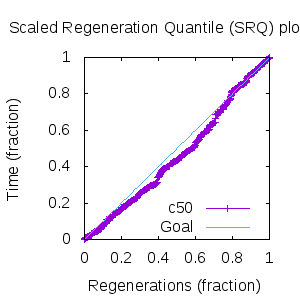 Scaled Regeneration Quantile (SRQ) plo
1
0.8
0.6
0.4
0.2
0
Time (fraction)
c50
Goal
0 0.2 0.4 0.6 0.8 1
Regenerations (fraction)